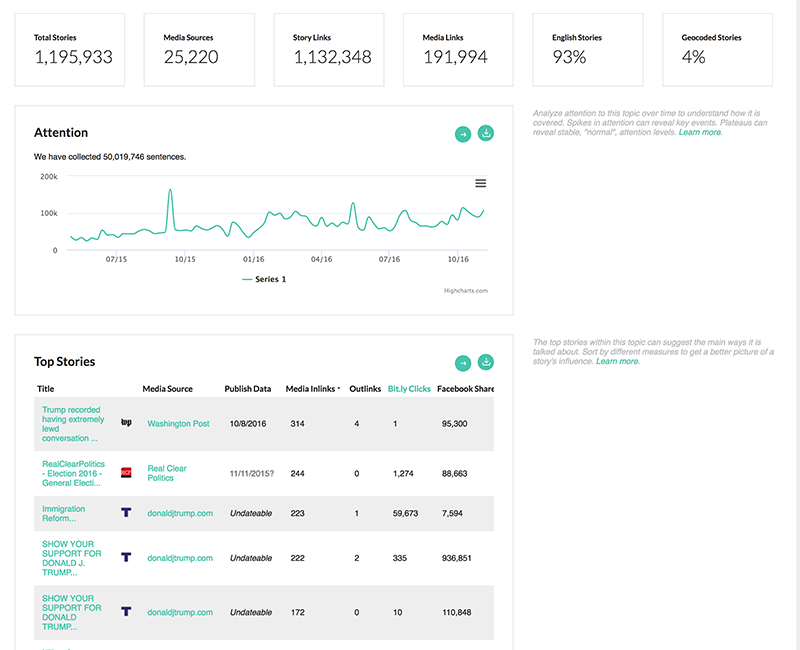 Total Stories
1,195,933
Media Sources
25,220
Story Links
1,132,348
Media Links
191,994
English Stories
93%
Geocoded Stories
4%
Attention
We have collected 50,019,746 sentences.
200k
100k
0
07/15 10/15 01/16 04/16 07/16 10/16
Series 1
Highcharts.com
Analyze attention to this topic over time to understand how it is
covered. Spikes in attention can reveal key events. Plateaus can
reveal stable, "normal", attention levels. Learn more.
Top Stories
The top stories within this topic can suggest the main ways it is
talked about. Sort by different measures to get a better picture of a
story's influence. Learn more.
Title Media Source Publish Data Media Inlinks Outlinks Bit.ly Clicks Facebook Share
Trump recorded
having extremely
lewd
conversation ...
wp Washington Post 10/8/2016 314 4 1 95,300
RealClearPolitics
- Election 2016 -
General Electi...
RCP Real Clear
Politics
11/11/2015? 244 0 1,274 88,663
Immigration
Reform...
T donaldjtrump.com Undateable 223 1 59,673 7,594
SHOW YOUR
SUPPORT FOR
DONALD J.
TRUMP...
T donaldjtrump.com Undateable 222 2 335 936,851
SHOW YOUR
SUPPORT FOR
DONALD
TRUMP...
T donaldjtrump.com Undateable 172 0 10 110,848